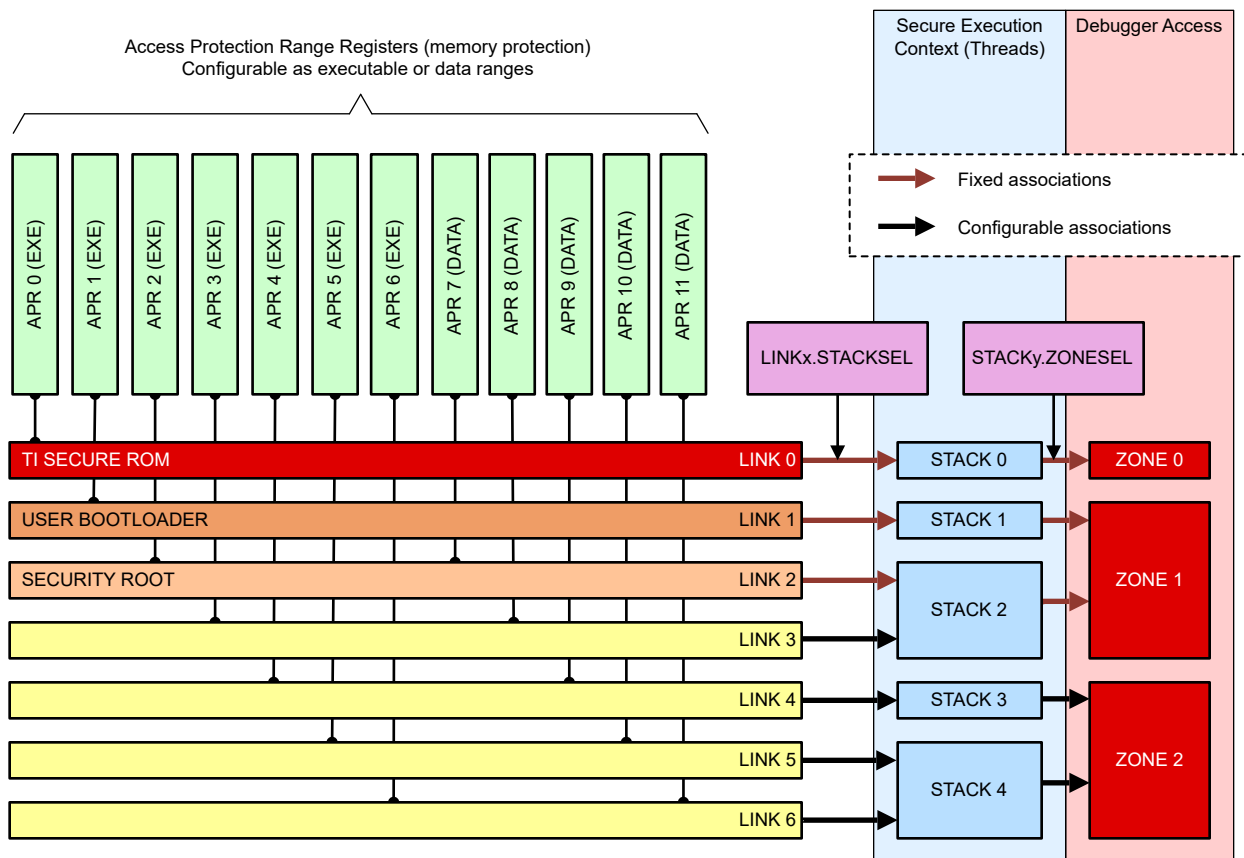 Secure Execution
Context (Threads)
Debugger Access
Access Protection Range Registers (memory protection)
Configurable as executable or data ranges
APR 0 (EXE)
APR 1 (EXE)
APR 2 (EXE)
APR 3 (EXE)
APR 4 (EXE)
APR 5 (EXE)
APR 6 (EXE)
APR 7 (DATA)
APR 8 (DATA)
APR 9 (DATA)
APR 10 (DATA)
APR 11 (DATA)
Fixed associations
Configurable associations
LINKx.STACKSEL
STACKy.ZONESEL
TI SECURE ROM
LINK 0
STACK 0
ZONE 0
USER BOOTLOADER
LINK 1
STACK 1
ZONE 1
SECURITY ROOT
LINK 2
STACK 2
LINK 3
LINK 4
STACK 3
ZONE 2
LINK 5
STACK 4
LINK 6